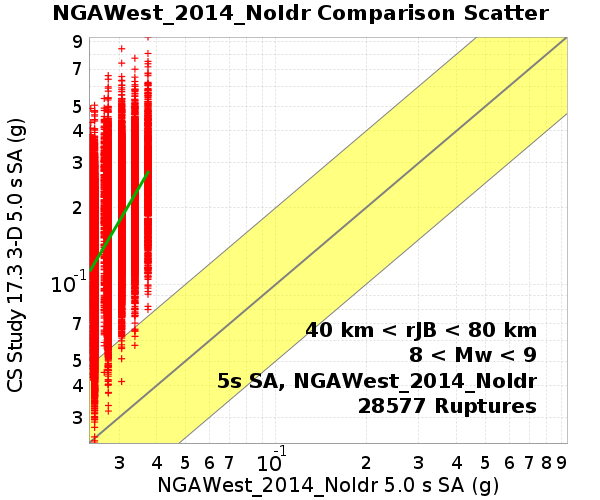 NGAWest_2014_NoIdr Comparison Scatter
CS Study 17.3 3-D 5.0 s SA (g)
9
7
5
4
3
2
10-1
7
5
4
3
40 km < rJB < 80 km
8 < Mw < 9
5s SA, NGAWest_2014_NoIdr
28577 Ruptures
3 4 5 6 7 10-1 2 3 4 5 6 7 8 9
NGAWest_2014_NoIdr 5.0 s SA (g)